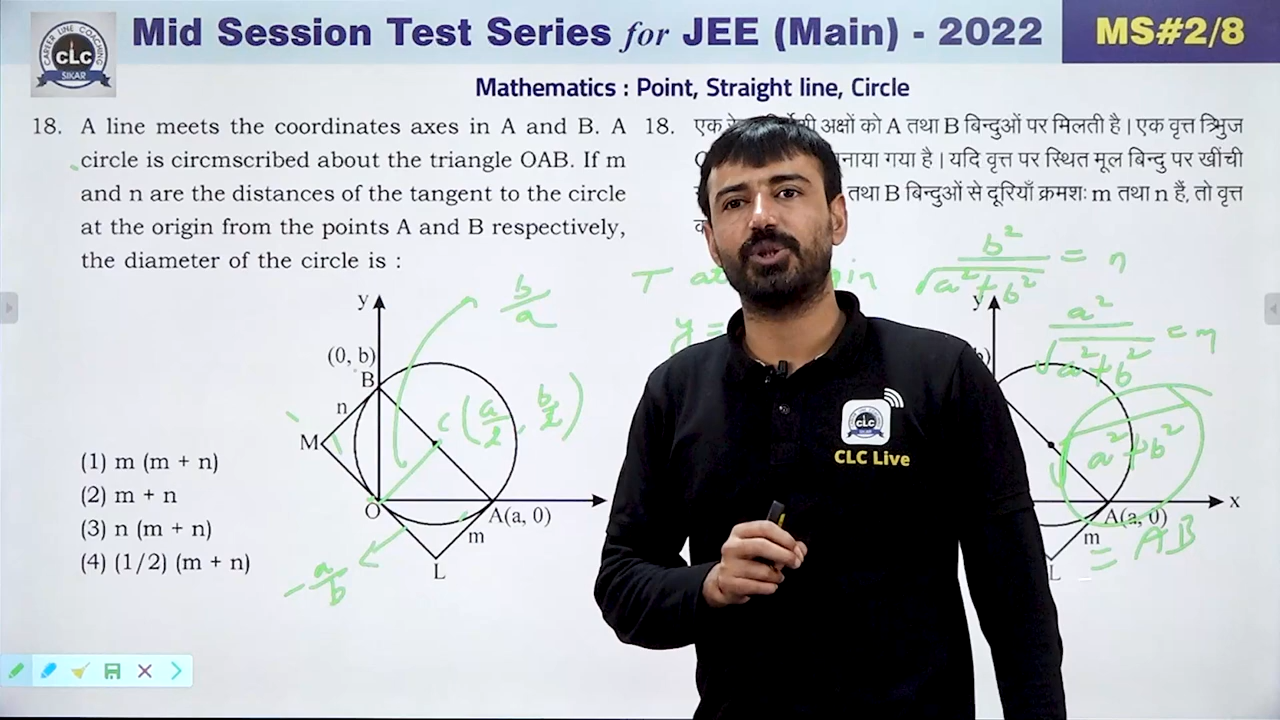 Mid Session Test Series for JEE (Main) - 2022
MS#2/8
CAREER LINE COACHING
CLC
SIKAR
Mathematics : Point, Straight line, Circle
18. A line meets the coordinates axes in A and B. A
circle is circmscribed about the triangle OAB. If m
and n are the distances of the tangent to the circle
at the origin from the points A and B respectively,
the diameter of the circle is :
(1) m (m + n)
(2) m + n
(3) n (m + n)
(4) (1/2) (m + n)
y
(0, b)
B
n
M
O
A(a, 0)
m
L
b/a
C (a/2, b/2)
-a/b
18. एक अक्षों को A तथा B बिन्दुओं पर मिलती है। एक वृत्त त्रिभुज
नाया गया है। यदि वृत्त पर स्थित मूल बिन्दु पर खींची
तथा B बिन्दुओं से दूरियाँ क्रमशः m तथा n हैं, तो वृत्त
T at in
y =
b²/√(a²+b²) = n
a²/√(a²+b²) = m
y
b)
a²+b²
x
A(a, 0)
m
L
= AB
CLC
CLC Live